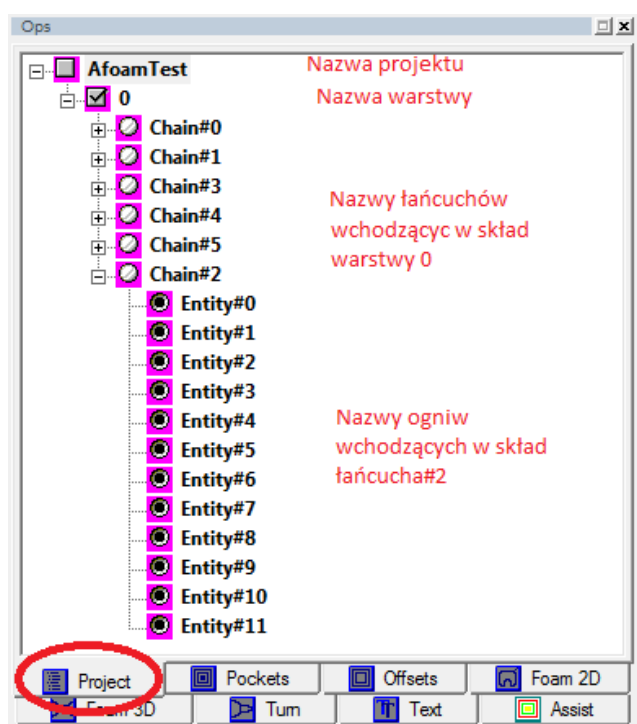 Ops
AfoamTest Nazwa projektu
0 Nazwa warstwy
Chain#0
Chain#1
Chain#3 Nazwy łańcuchów
Chain#4 wchodzącyc w skład
Chain#5 warstwy 0
Chain#2
Entity#0
Entity#1
Entity#2
Entity#3
Entity#4 Nazwy ogniw
Entity#5 wchodzących w skład
Entity#6 łańcucha#2
Entity#7
Entity#8
Entity#9
Entity#10
Entity#11
Project Pockets Offsets Foam 2D
Foam 3D Turn Text Assist